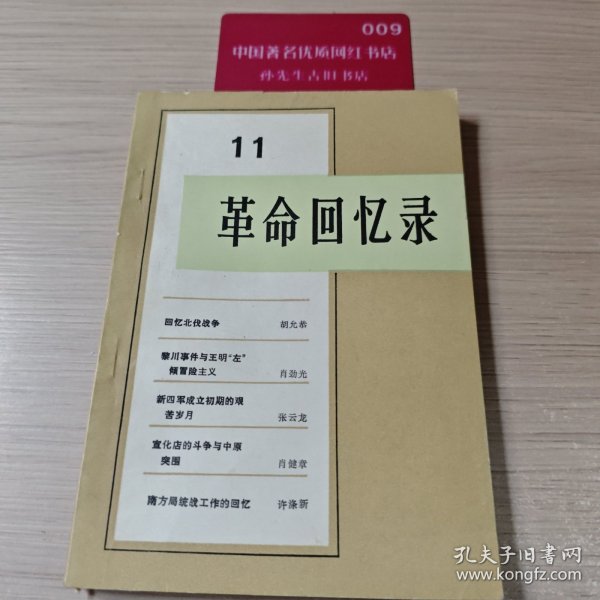 009
中国著名优质网红书店
孙先生古旧书店
11
革命回忆录
回忆北伐战争 胡允恭
黎川事件与王明“左”
倾冒险主义 肖劲光
新四军成立初期的艰
苦岁月 张云龙
宣化店的斗争与中原
突围 肖健章
南方局统战工作的回忆 许涤新
孔夫子旧书网
www.kongfz.com